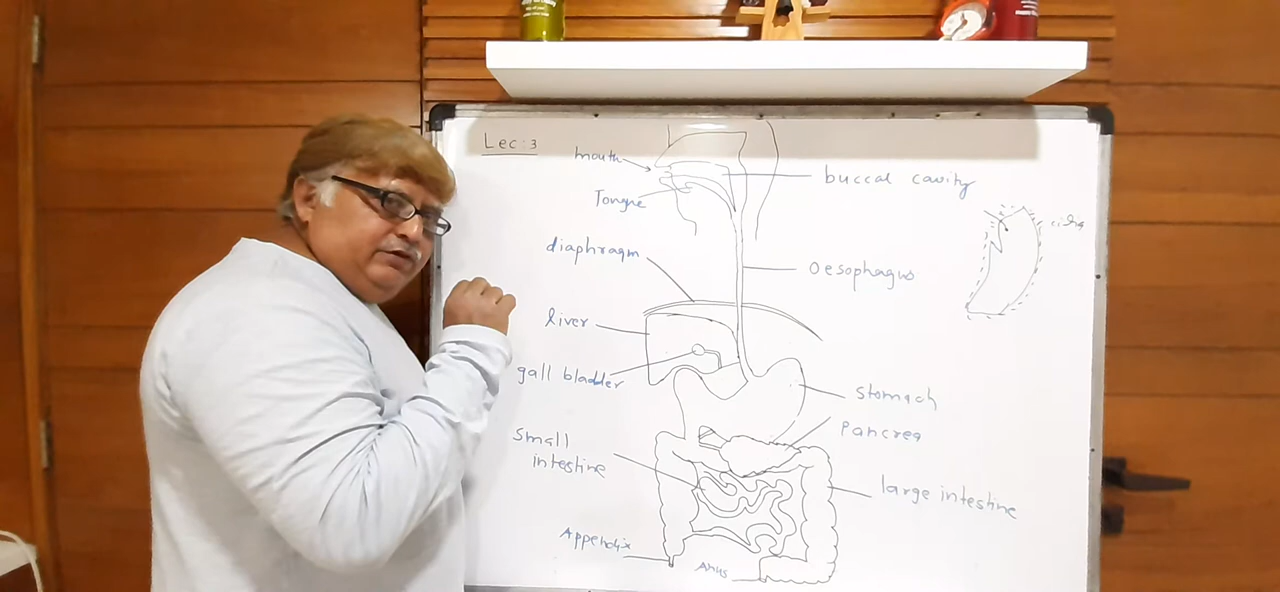 Lec: 3
mouth
buccal cavity
Tongue
cilia
diaphragm
Oesophagus
liver
gall bladder
stomach
Pancrea
Small
intestine
large intestine
Appendix
Anus